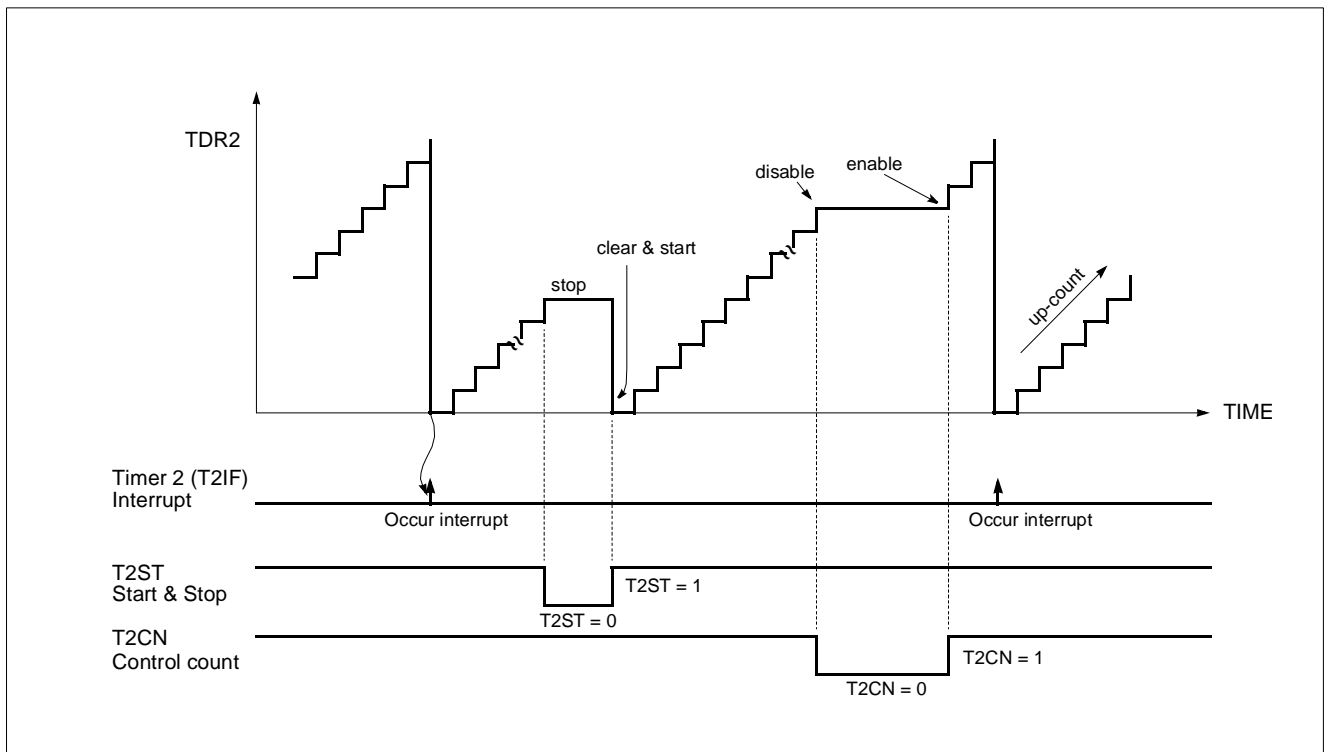 TDR2
disable
enable
clear & start
stop
up-count
TIME
Timer 2 (T2IF)
Interrupt
Occur interrupt
Occur interrupt
T2ST
Start & Stop
T2ST = 1
T2ST = 0
T2CN
Control count
T2CN = 1
T2CN = 0